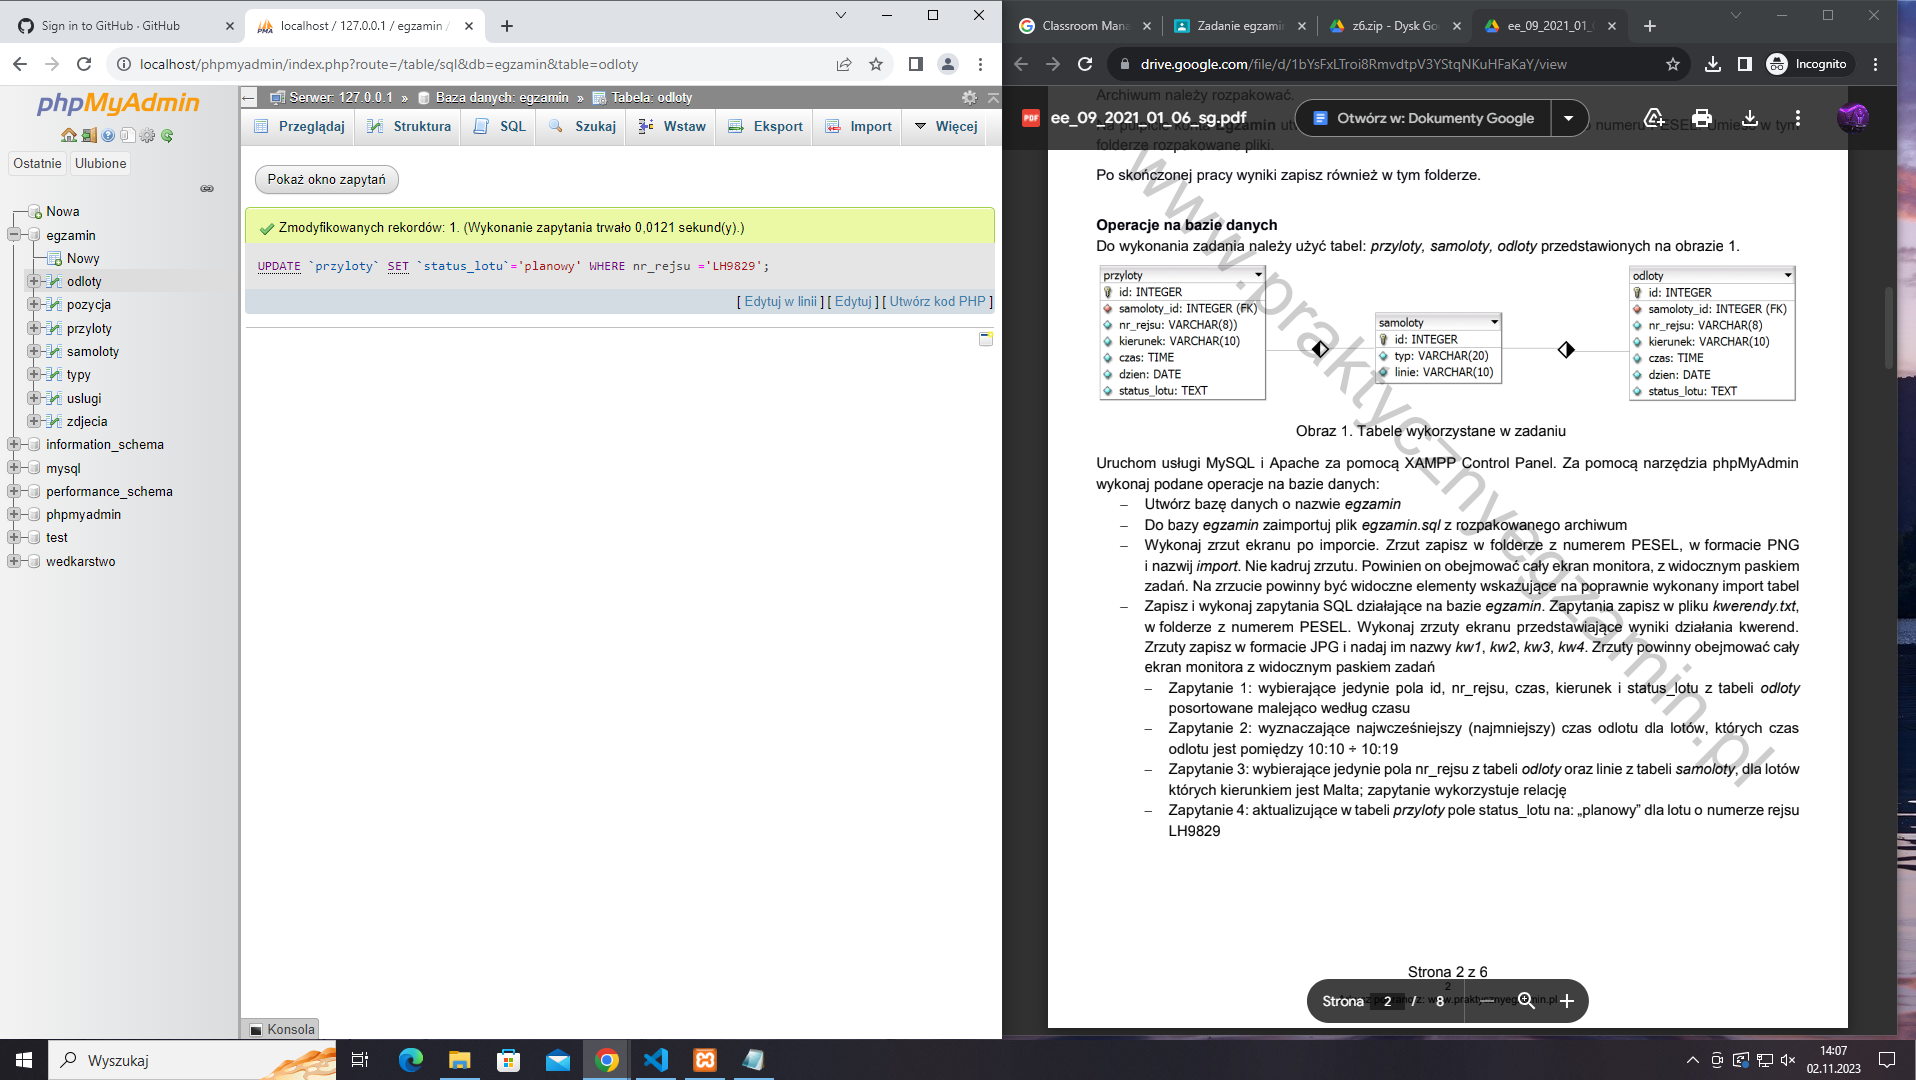 Sign in to GitHub · GitHub
localhost / 127.0.0.1 / egzamin /
localhost/phpmyadmin/index.php?route=/table/sql&db=egzamin&table=odloty
phpMyAdmin
Ostatnie
Ulubione
Nowa
egzamin
Nowy
odloty
pozycja
przyloty
samoloty
typy
uslugi
zdjecia
information_schema
mysql
performance_schema
phpmyadmin
test
wedkarstwo
Serwer: 127.0.0.1 » Baza danych: egzamin » Tabela: odloty
Przeglądaj
Struktura
SQL
Szukaj
Wstaw
Eksport
Import
Więcej
Pokaż okno zapytań
Zmodyfikowanych rekordów: 1. (Wykonanie zapytania trwało 0,0121 sekund(y).)
UPDATE `przyloty` SET `status_lotu`='planowy' WHERE nr_rejsu ='LH9829';
[ Edytuj w linii ] [ Edytuj ] [ Utwórz kod PHP ]
Konsola
Classroom Mana
Zadanie egzami
z6.zip - Dysk Go
ee_09_2021_01_
drive.google.com/file/d/1bYsFxLTroi8RmvdtpV3YStqNKuHFaKaY/view
Incognito
Archiwum należy rozpakować.
PDF
ee_09_2021_01_06_sg.pdf
Otwórz w: Dokumenty Google
folderze rozpakowane pliki.
Po skończonej pracy wyniki zapisz również w tym folderze.
Operacje na bazie danych
Do wykonania zadania należy użyć tabel: przyloty, samoloty, odloty przedstawionych na obrazie 1.
przyloty
id: INTEGER
samoloty_id: INTEGER (FK)
nr_rejsu: VARCHAR(8))
kierunek: VARCHAR(10)
czas: TIME
dzien: DATE
status_lotu: TEXT
samoloty
id: INTEGER
typ: VARCHAR(20)
linie: VARCHAR(10)
odloty
id: INTEGER
samoloty_id: INTEGER (FK)
nr_rejsu: VARCHAR(8)
kierunek: VARCHAR(10)
czas: TIME
dzien: DATE
status_lotu: TEXT
Obraz 1. Tabele wykorzystane w zadaniu
Uruchom usługi MySQL i Apache za pomocą XAMPP Control Panel. Za pomocą narzędzia phpMyAdmin
wykonaj podane operacje na bazie danych:
– Utwórz bazę danych o nazwie egzamin
– Do bazy egzamin zaimportuj plik egzamin.sql z rozpakowanego archiwum
– Wykonaj zrzut ekranu po imporcie. Zrzut zapisz w folderze z numerem PESEL, w formacie PNG
i nazwij import. Nie kadruj zrzutu. Powinien on obejmować cały ekran monitora, z widocznym paskiem
zadań. Na zrzucie powinny być widoczne elementy wskazujące na poprawnie wykonany import tabel
– Zapisz i wykonaj zapytania SQL działające na bazie egzamin. Zapytania zapisz w pliku kwerendy.txt,
w folderze z numerem PESEL. Wykonaj zrzuty ekranu przedstawiające wyniki działania kwerend.
Zrzuty zapisz w formacie JPG i nadaj im nazwy kw1, kw2, kw3, kw4. Zrzuty powinny obejmować cały
ekran monitora z widocznym paskiem zadań
– Zapytanie 1: wybierające jedynie pola id, nr_rejsu, czas, kierunek i status_lotu z tabeli odloty
posortowane malejąco według czasu
– Zapytanie 2: wyznaczające najwcześniejszy (najmniejszy) czas odlotu dla lotów, których czas
odlotu jest pomiędzy 10:10 ÷ 10:19
– Zapytanie 3: wybierające jedynie pola nr_rejsu z tabeli odloty oraz linie z tabeli samoloty, dla lotów
których kierunkiem jest Malta; zapytanie wykorzystuje relację
– Zapytanie 4: aktualizujące w tabeli przyloty pole status_lotu na: „planowy” dla lotu o numerze rejsu
LH9829
www.praktycznyegzamin.pl
Strona 2 z 6
2
Strona 2 / 8
Wyszukaj
14:07
02.11.2023